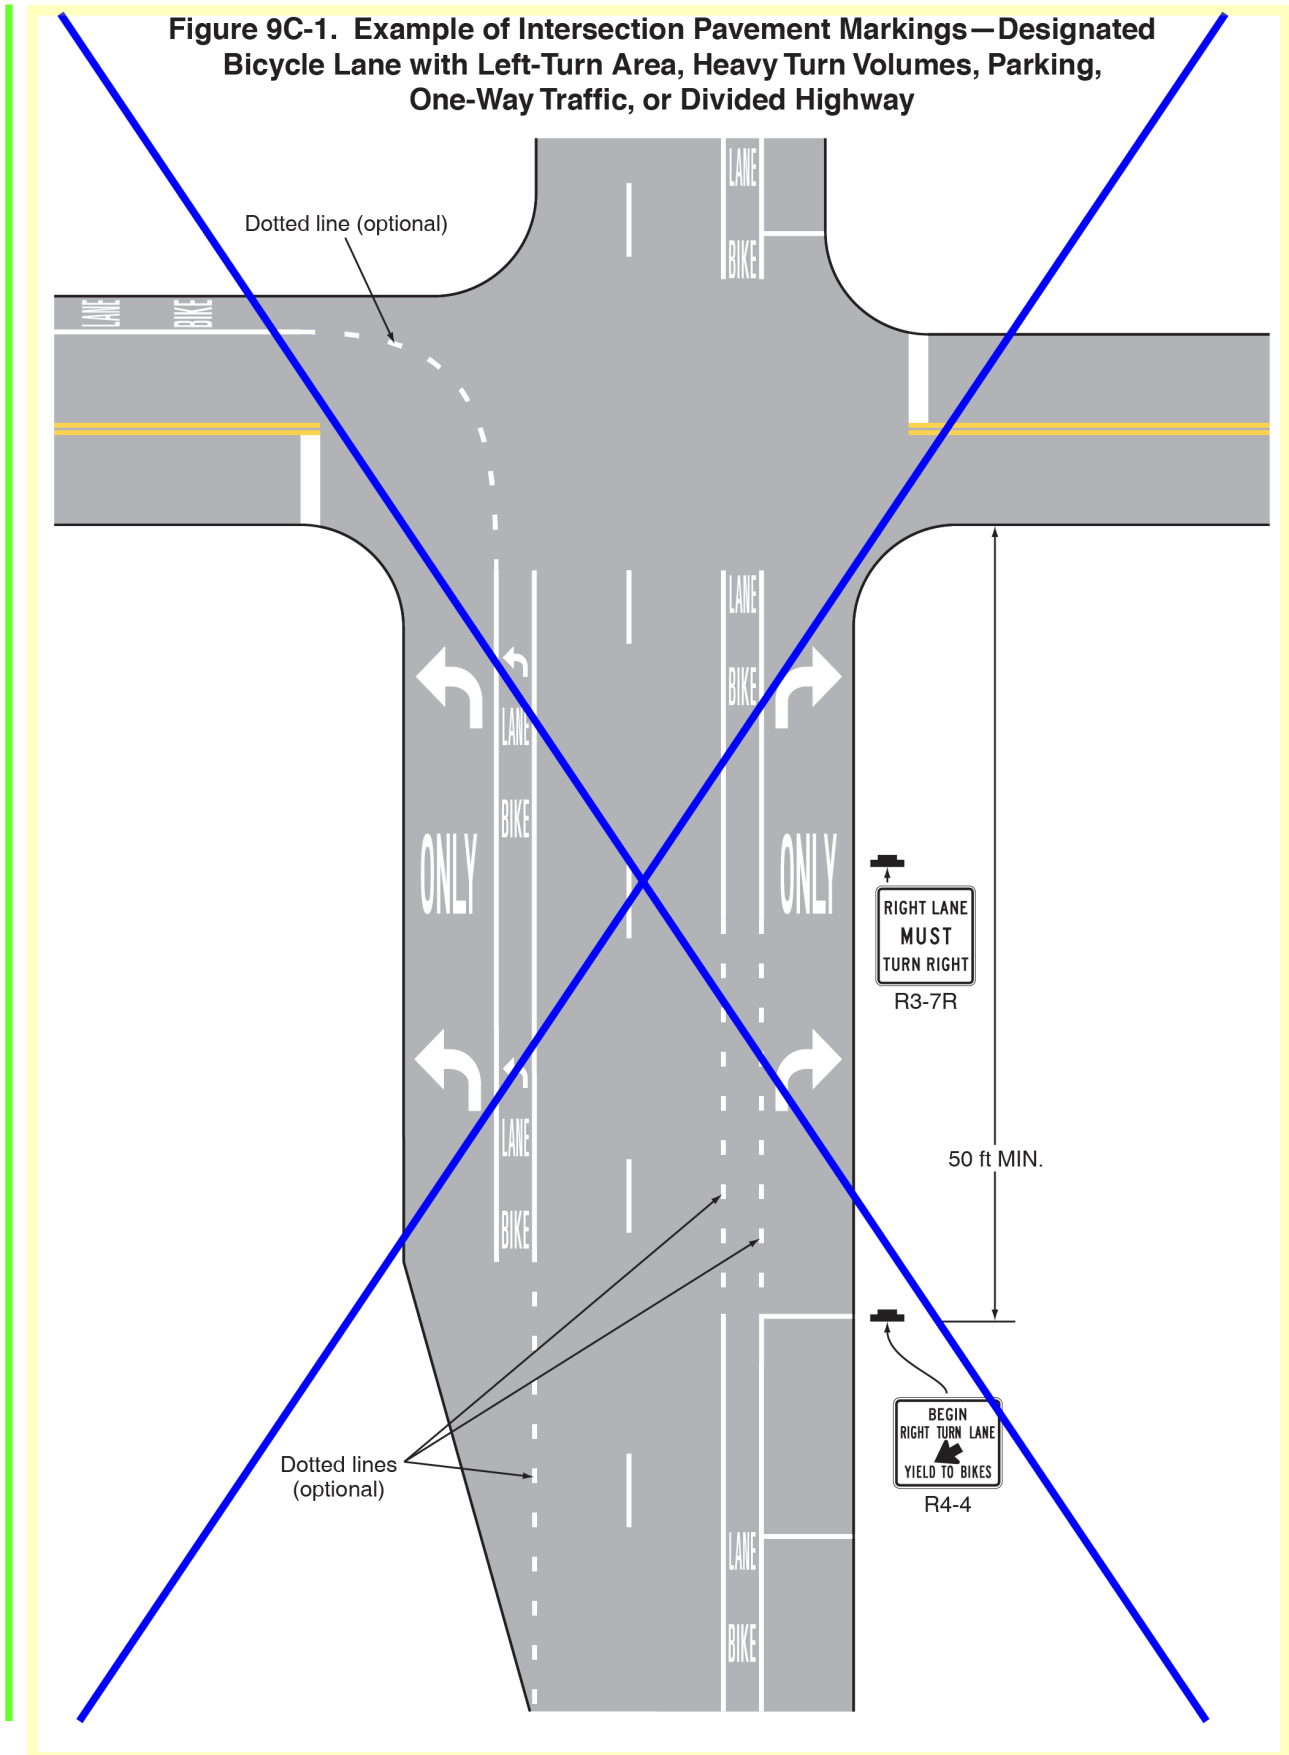 Figure 9C-1. Example of Intersection Pavement Markings—Designated
Bicycle Lane with Left-Turn Area, Heavy Turn Volumes, Parking,
One-Way Traffic, or Divided Highway
LANE
BIKE
Dotted line (optional)
LANE
BIKE
LANE
BIKE
LANE
BIKE
ONLY
ONLY
RIGHT LANE
MUST
TURN RIGHT
R3-7R
LANE
BIKE
50 ft MIN.
BEGIN
RIGHT TURN LANE
YIELD TO BIKES
R4-4
Dotted lines
(optional)
LANE
BIKE